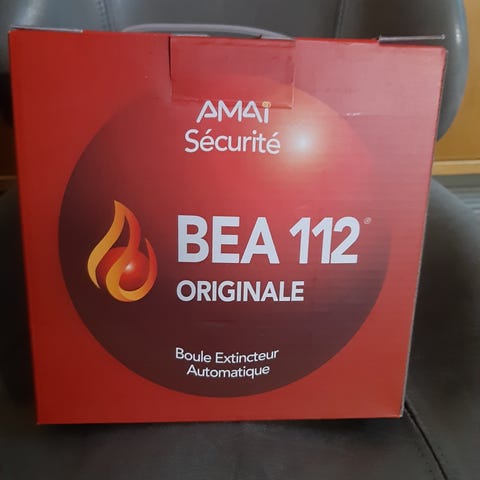 AMAi
Sécurité
BEA 112®
ORIGINALE
Boule Extincteur
Automatique